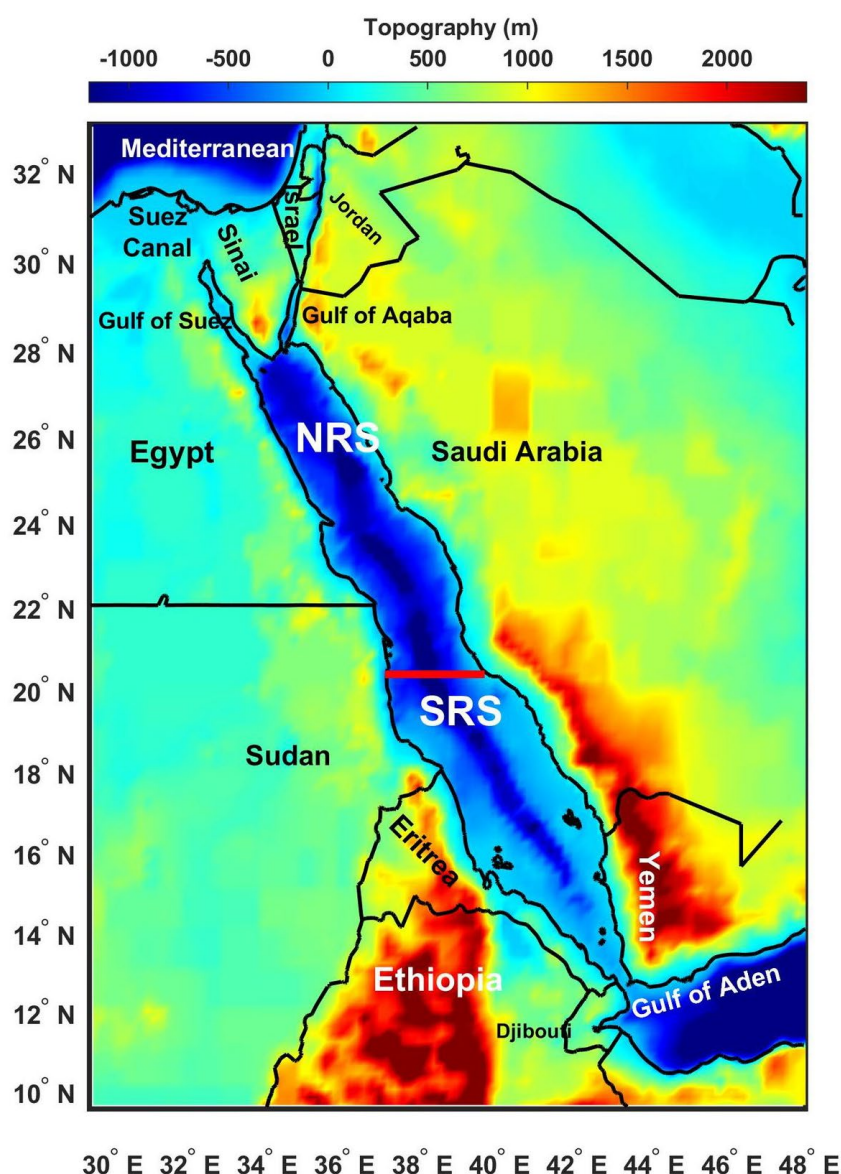 Topography (m)
-1000 -500 0 500 1000 1500 2000
Mediterranean
32° N
Suez
Canal
Sinai
Israel
Jordan
30° N
Gulf of Suez
Gulf of Aqaba
28° N
NRS
26° N
Egypt
Saudi Arabia
24° N
22° N
20° N
SRS
Sudan
18° N
Eritrea
16° N
Yemen
14° N
Ethiopia
Gulf of Aden
12° N
Djibouti
10° N
30° E 32° E 34° E 36° E 38° E 40° E 42° E 44° E 46° E 48° E